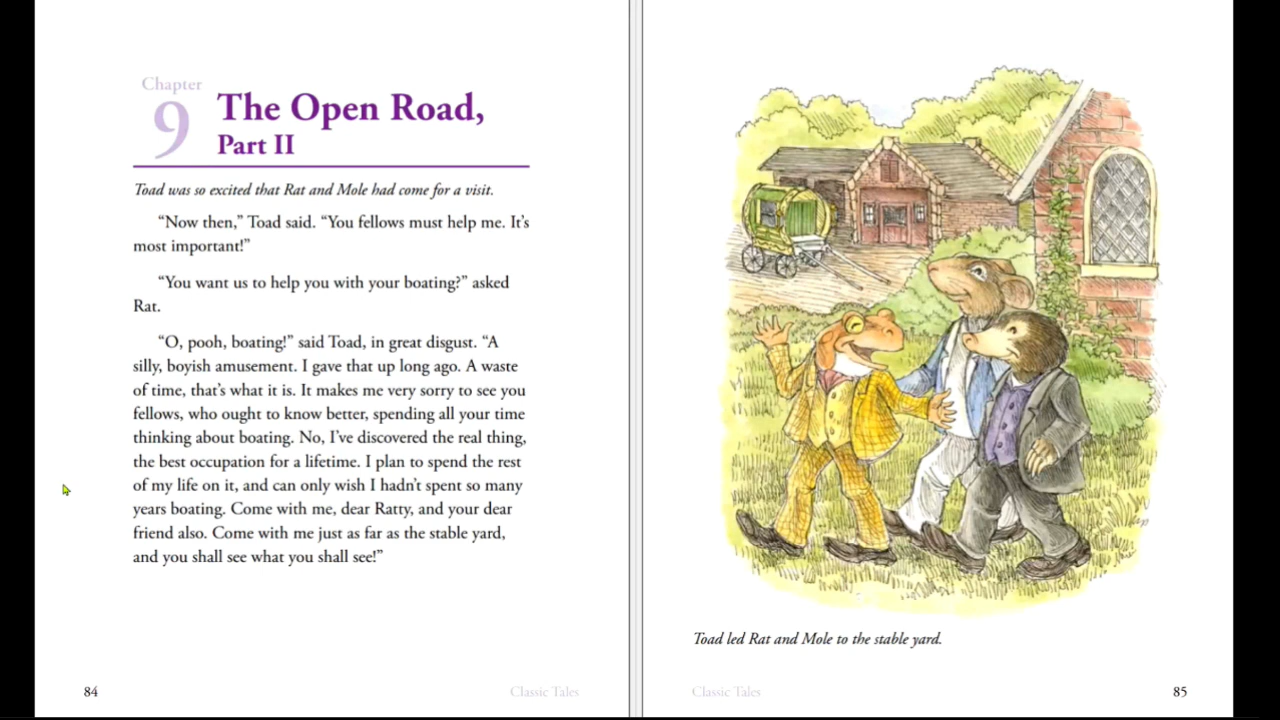 Chapter
9
The Open Road,
Part II
Toad was so excited that Rat and Mole had come for a visit.
“Now then,” Toad said. “You fellows must help me. It’s
most important!”
“You want us to help you with your boating?” asked
Rat.
“O, pooh, boating!” said Toad, in great disgust. “A
silly, boyish amusement. I gave that up long ago. A waste
of time, that’s what it is. It makes me very sorry to see you
fellows, who ought to know better, spending all your time
thinking about boating. No, I’ve discovered the real thing,
the best occupation for a lifetime. I plan to spend the rest
of my life on it, and can only wish I hadn’t spent so many
years boating. Come with me, dear Ratty, and your dear
friend also. Come with me just as far as the stable yard,
and you shall see what you shall see!”
84
Classic Tales
Toad led Rat and Mole to the stable yard.
Classic Tales
85